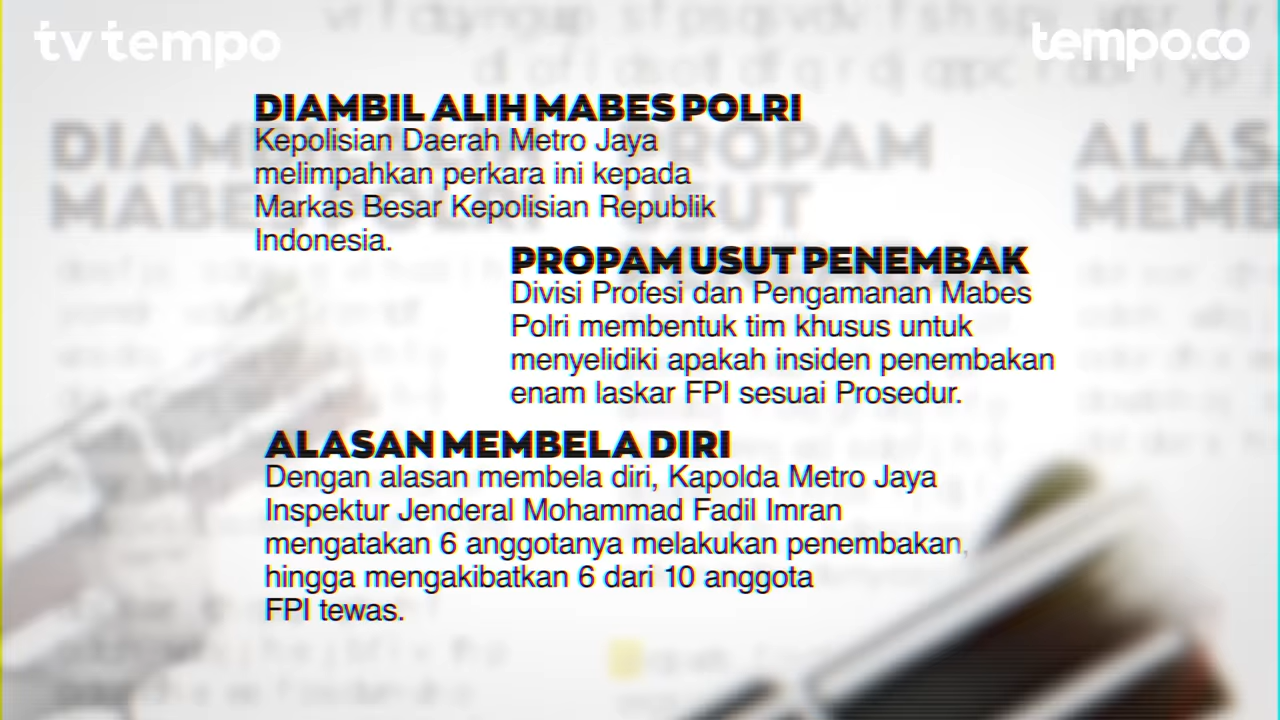 tv tempo
tempo.co
DIAMBIL ALIH MABES POLRI
Kepolisian Daerah Metro Jaya
melimpahkan perkara ini kepada
Markas Besar Kepolisian Republik
Indonesia.
PROPAM USUT PENEMBAK
Divisi Profesi dan Pengamanan Mabes
Polri membentuk tim khusus untuk
menyelidiki apakah insiden penembakan
enam laskar FPI sesuai Prosedur.
ALASAN MEMBELA DIRI
Dengan alasan membela diri, Kapolda Metro Jaya
Inspektur Jenderal Mohammad Fadil Imran
mengatakan 6 anggotanya melakukan penembakan,
hingga mengakibatkan 6 dari 10 anggota
FPI tewas.